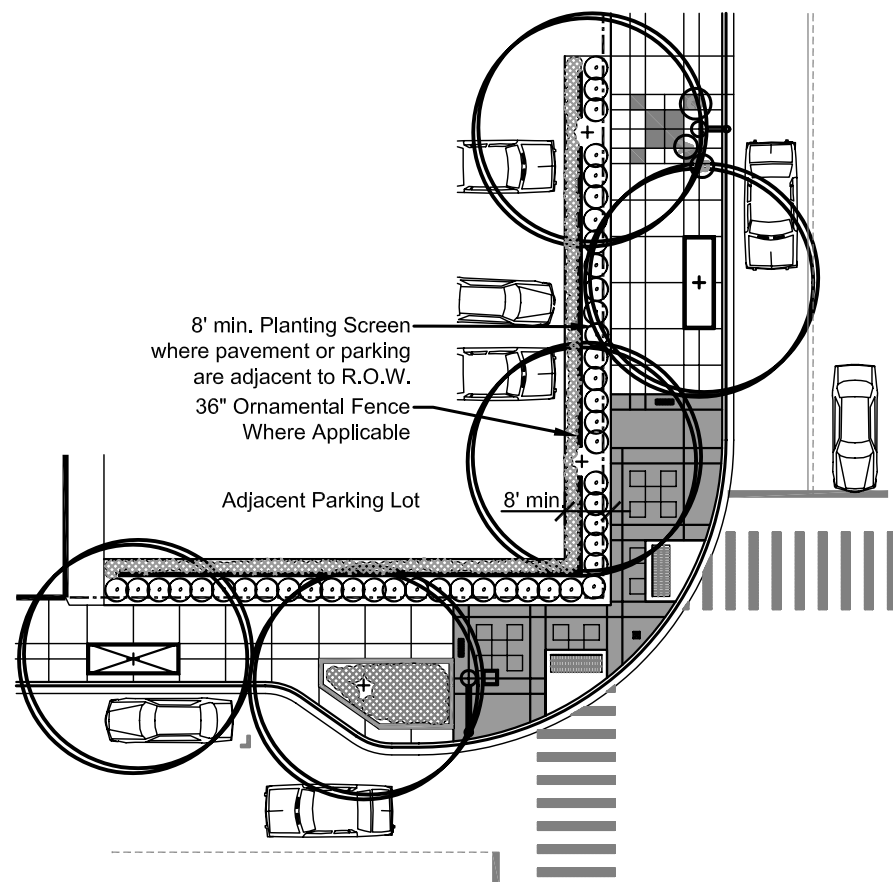 8' min. Planting Screen
where pavement or parking
are adjacent to R.O.W.
36" Ornamental Fence
Where Applicable
Adjacent Parking Lot
8' min.